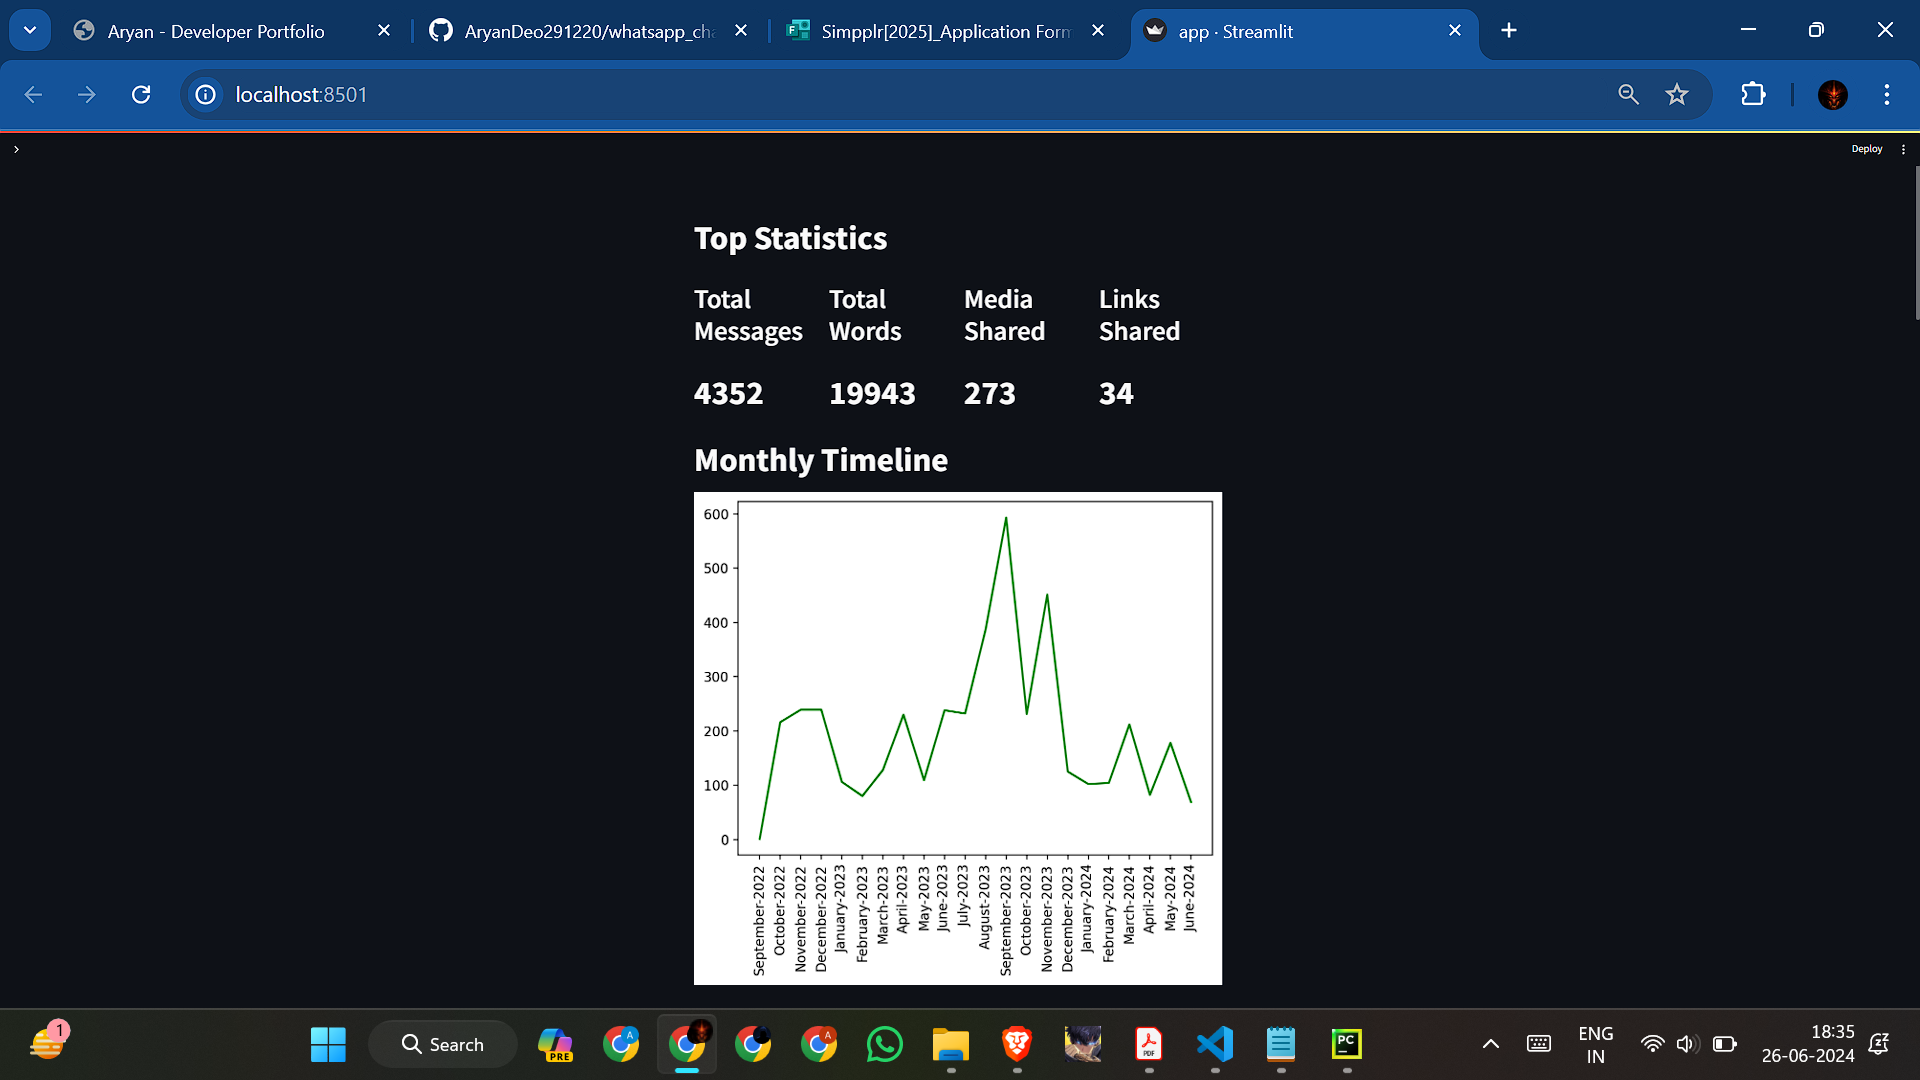 Aryan - Developer Portfolio
AryanDeo291220/whatsapp_cha
Simpplr[2025]_Application Form
app · Streamlit
localhost:8501
Deploy
Top Statistics
Total Messages
Total Words
Media Shared
Links Shared
4352
19943
273
34
Monthly Timeline
600
500
400
300
200
100
0
September-2022
October-2022
November-2022
December-2022
January-2023
February-2023
March-2023
April-2023
May-2023
June-2023
July-2023
August-2023
September-2023
October-2023
November-2023
December-2023
January-2024
February-2024
March-2024
April-2024
May-2024
June-2024
1
Search
PRE
A
A
PDF
PC
ENG
IN
18:35
26-06-2024